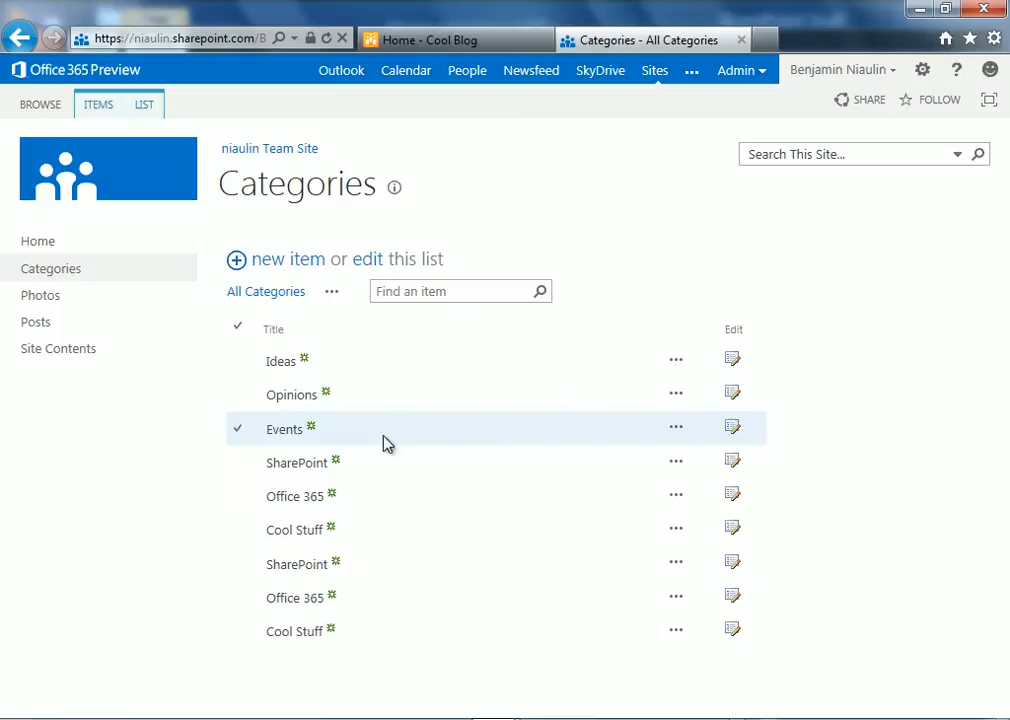 https://niaulin.sharepoint.com/B
Home - Cool Blog
Categories - All Categories
Office 365 Preview
Outlook Calendar People Newsfeed SkyDrive Sites ... Admin
Benjamin Niaulin
?
BROWSE ITEMS LIST
SHARE FOLLOW
niaulin Team Site
Search This Site...
Categories
Home
Categories
Photos
Posts
Site Contents
new item or edit this list
All Categories ... Find an item
Title Edit
Ideas ...
Opinions ...
Events ...
SharePoint ...
Office 365 ...
Cool Stuff ...
SharePoint ...
Office 365 ...
Cool Stuff ...